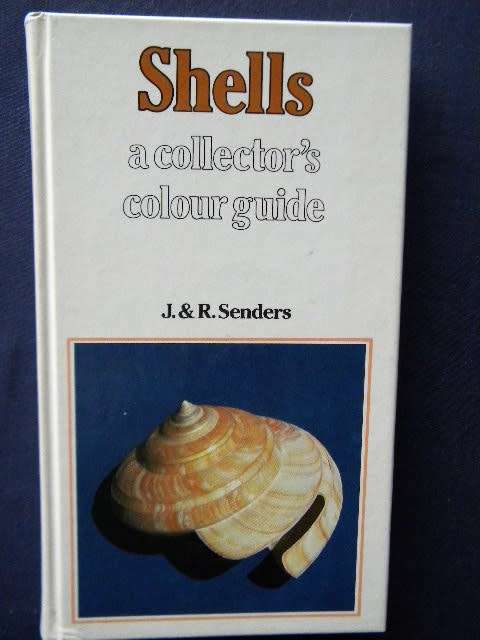 Shells
a collector's
colour guide
J. & R. Senders